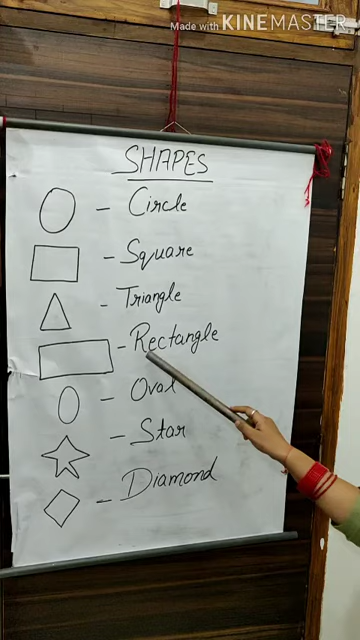 Made with KINEMASTER
SHAPES
- Circle
- Square
- Triangle
- Rectangle
- Oval
- Star
- Diamond